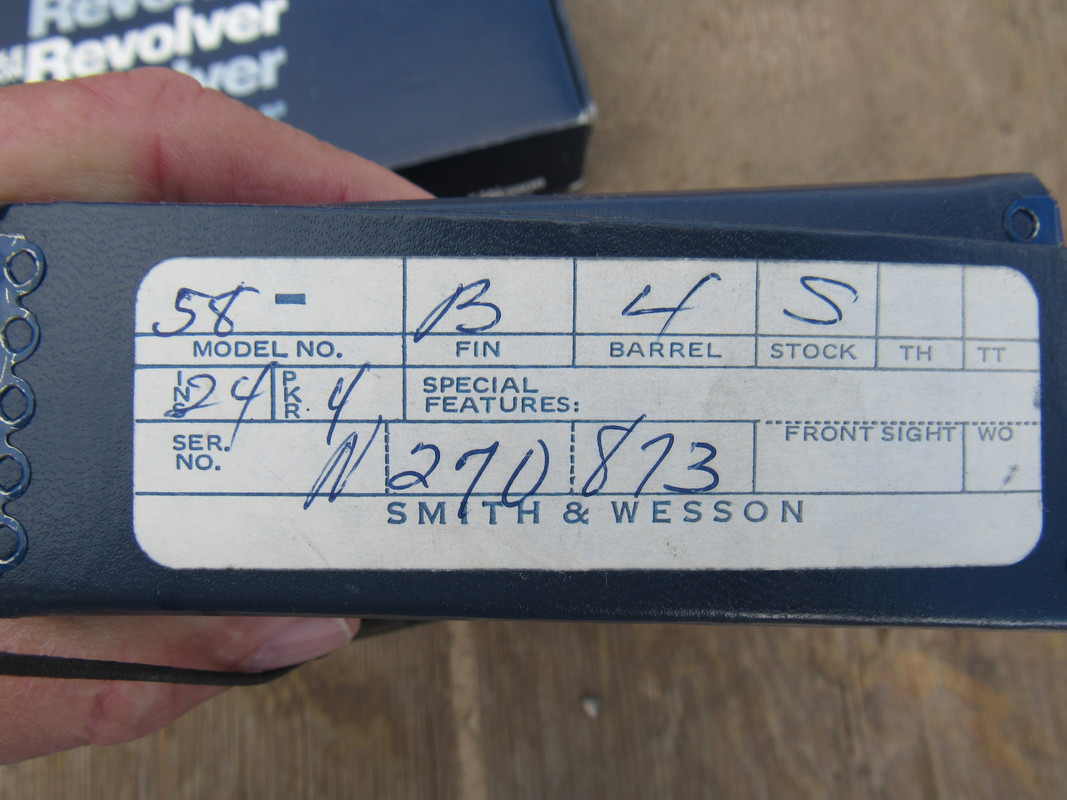 Revolver
Revolver
58 - B 4 S
MODEL NO. FIN BARREL STOCK TH TT
INS 24 PKR. 4 SPECIAL FEATURES:
SER. NO. N 270 873 FRONT SIGHT WO
SMITH & WESSON